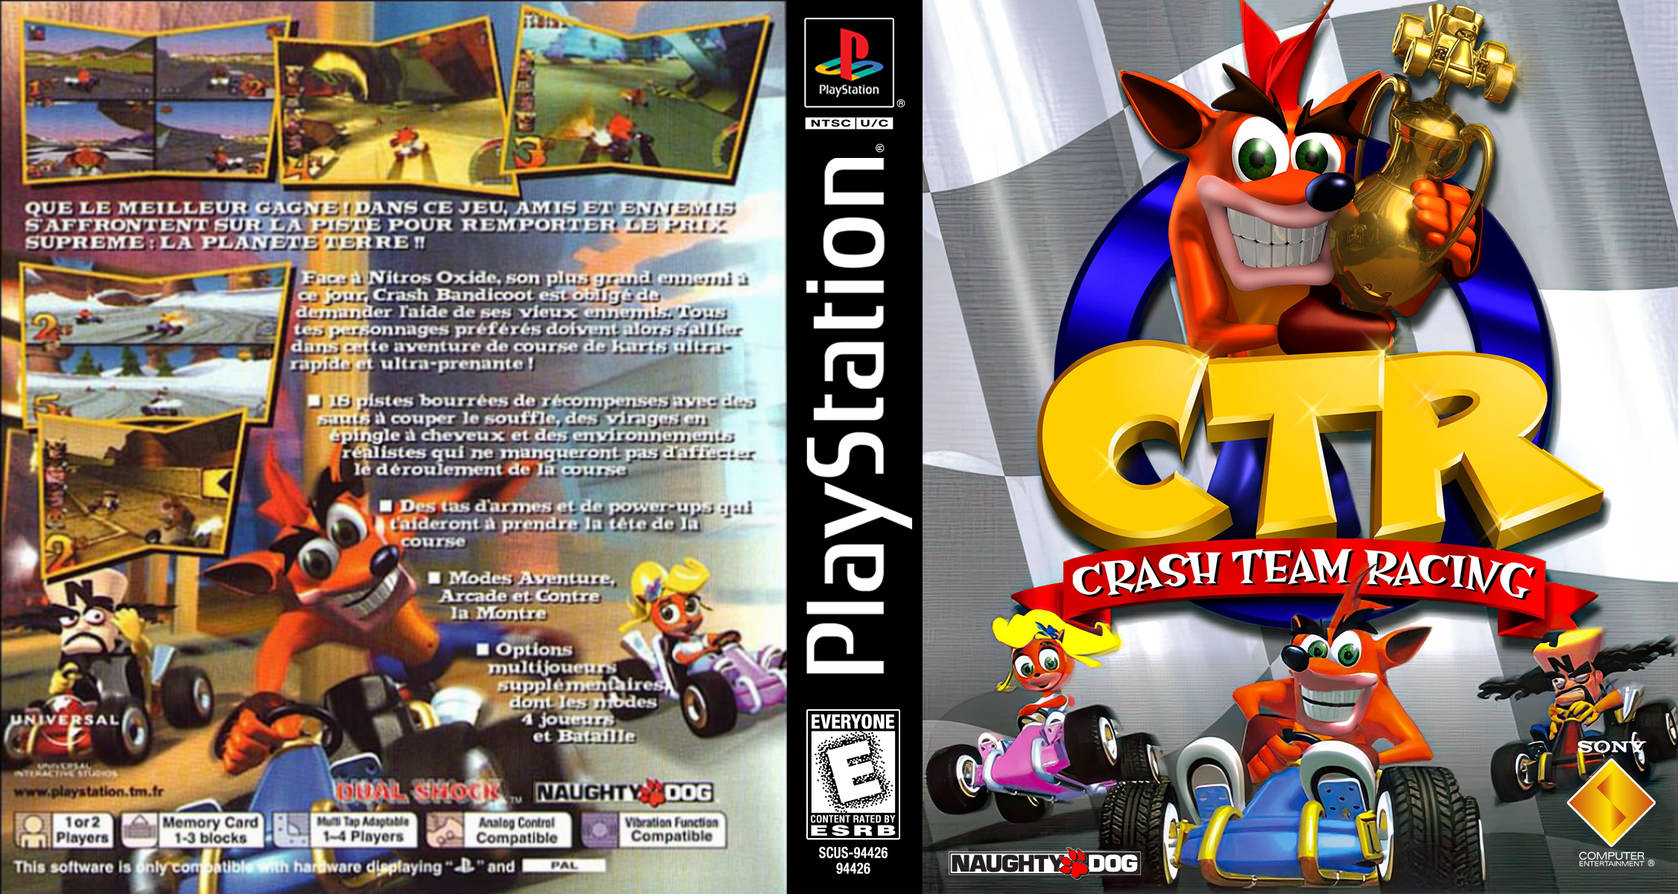 QUE LE MEILLEUR GAGNE ! DANS CE JEU, AMIS ET ENNEMIS
S'AFFRONTENT SUR LA PISTE POUR REMPORTER LE PRIX
SUPREME : LA PLANETE TERRE !!
Face à Nitros Oxide, son plus grand ennemi à
ce jour, Crash Bandicoot est obligé de
demander l'aide de ses vieux ennemis. Tous
tes personnages préférés doivent alors s'allier
dans cette aventure de course de karts ultra-
rapide et ultra-prenante !
■ 18 pistes bourrées de récompenses avec des
sauts à couper le souffle, des virages en
épingle à cheveux et des environnements
réalistes qui ne manqueront pas d'affecter
le déroulement de la course
■ Des tas d'armes et de power-ups qui
t'aideront à prendre la tête de la
course
■ Modes Aventure,
Arcade et Contre
la Montre
■ Options
multijoueurs
supplémentaires,
dont les modes
4 joueurs
et Bataille
N
UNIVERSAL
UNIVERSAL
INTERACTIVE STUDIOS
www.playstation.tm.fr
DUAL SHOCK™
NAUGHTY DOG
1 or 2
Players
Memory Card
1-3 blocks
Multi Tap Adaptable
1-4 Players
Analog Control
Compatible
Vibration Function
Compatible
This software is only compatible with hardware displaying "PS" and PAL
PlayStation
®
NTSC U/C
PlayStation®
EVERYONE
E
CONTENT RATED BY
ESRB
SCUS-94426
94426
CTR
CRASH TEAM RACING
N
NAUGHTY DOG
SONY
COMPUTER
ENTERTAINMENT®